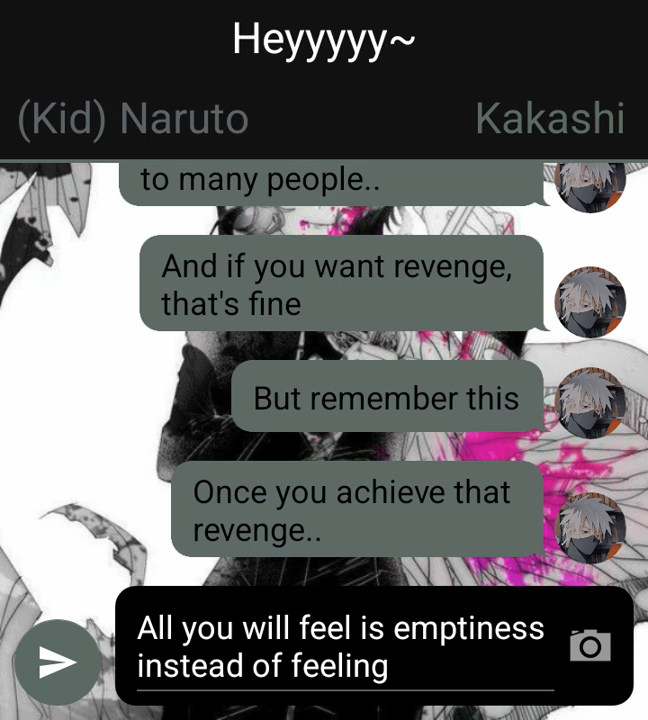 Heyyyyy~
(Kid) Naruto
Kakashi
to many people..
And if you want revenge,
that's fine
But remember this
Once you achieve that
revenge..
All you will feel is emptiness
instead of feeling